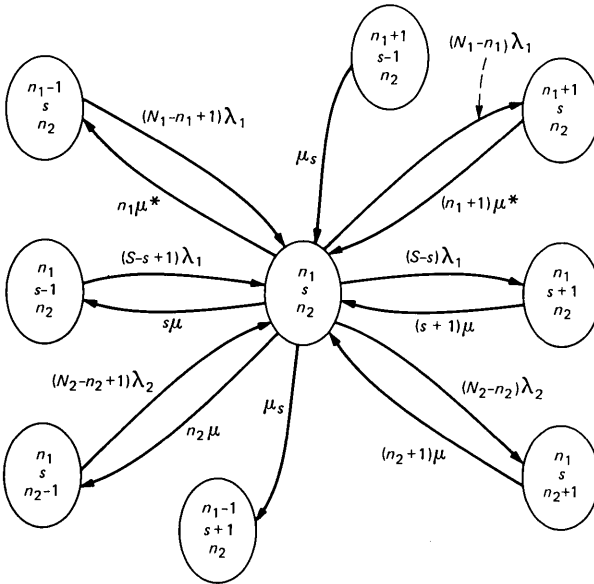 n₁+1
s-1
n₂
(N₁-n₁)λ₁
n₁-1
s
n₂
n₁+1
s
n₂
(N₁-n₁+1)λ₁
μₛ
n₁μ*
(n₁+1)μ*
n₁
s-1
n₂
(S-s+1)λ₁
sμ
n₁
s
n₂
(S-s)λ₁
(s+1)μ
n₁
s+1
n₂
(N₂-n₂+1)λ₂
n₂μ
μₛ
(N₂-n₂)λ₂
(n₂+1)μ
n₁
s
n₂-1
n₁-1
s+1
n₂
n₁
s
n₂+1